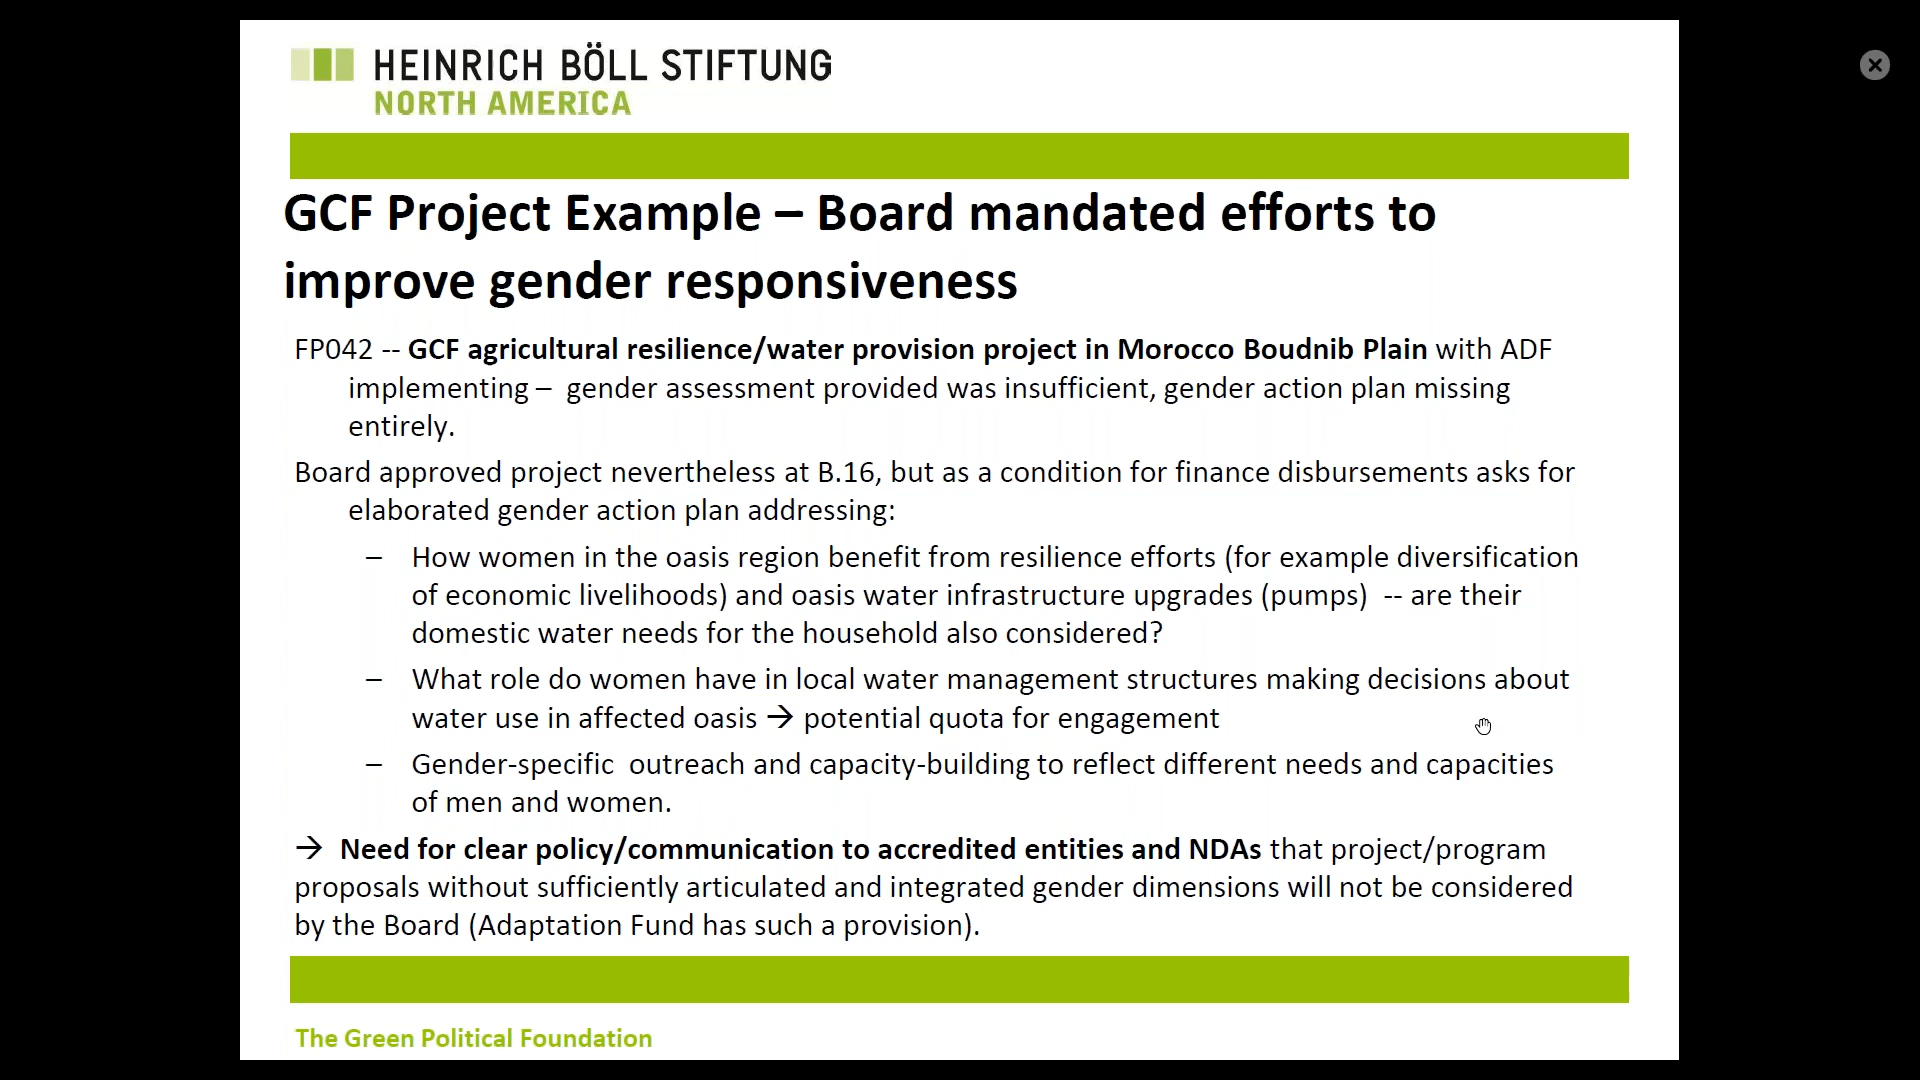 HEINRICH BÖLL STIFTUNG
NORTH AMERICA
GCF Project Example – Board mandated efforts to
improve gender responsiveness
FP042 -- GCF agricultural resilience/water provision project in Morocco Boudnib Plain with ADF
implementing – gender assessment provided was insufficient, gender action plan missing
entirely.
Board approved project nevertheless at B.16, but as a condition for finance disbursements asks for
elaborated gender action plan addressing:
– How women in the oasis region benefit from resilience efforts (for example diversification
of economic livelihoods) and oasis water infrastructure upgrades (pumps) -- are their
domestic water needs for the household also considered?
– What role do women have in local water management structures making decisions about
water use in affected oasis → potential quota for engagement
– Gender-specific outreach and capacity-building to reflect different needs and capacities
of men and women.
→ Need for clear policy/communication to accredited entities and NDAs that project/program
proposals without sufficiently articulated and integrated gender dimensions will not be considered
by the Board (Adaptation Fund has such a provision).
The Green Political Foundation